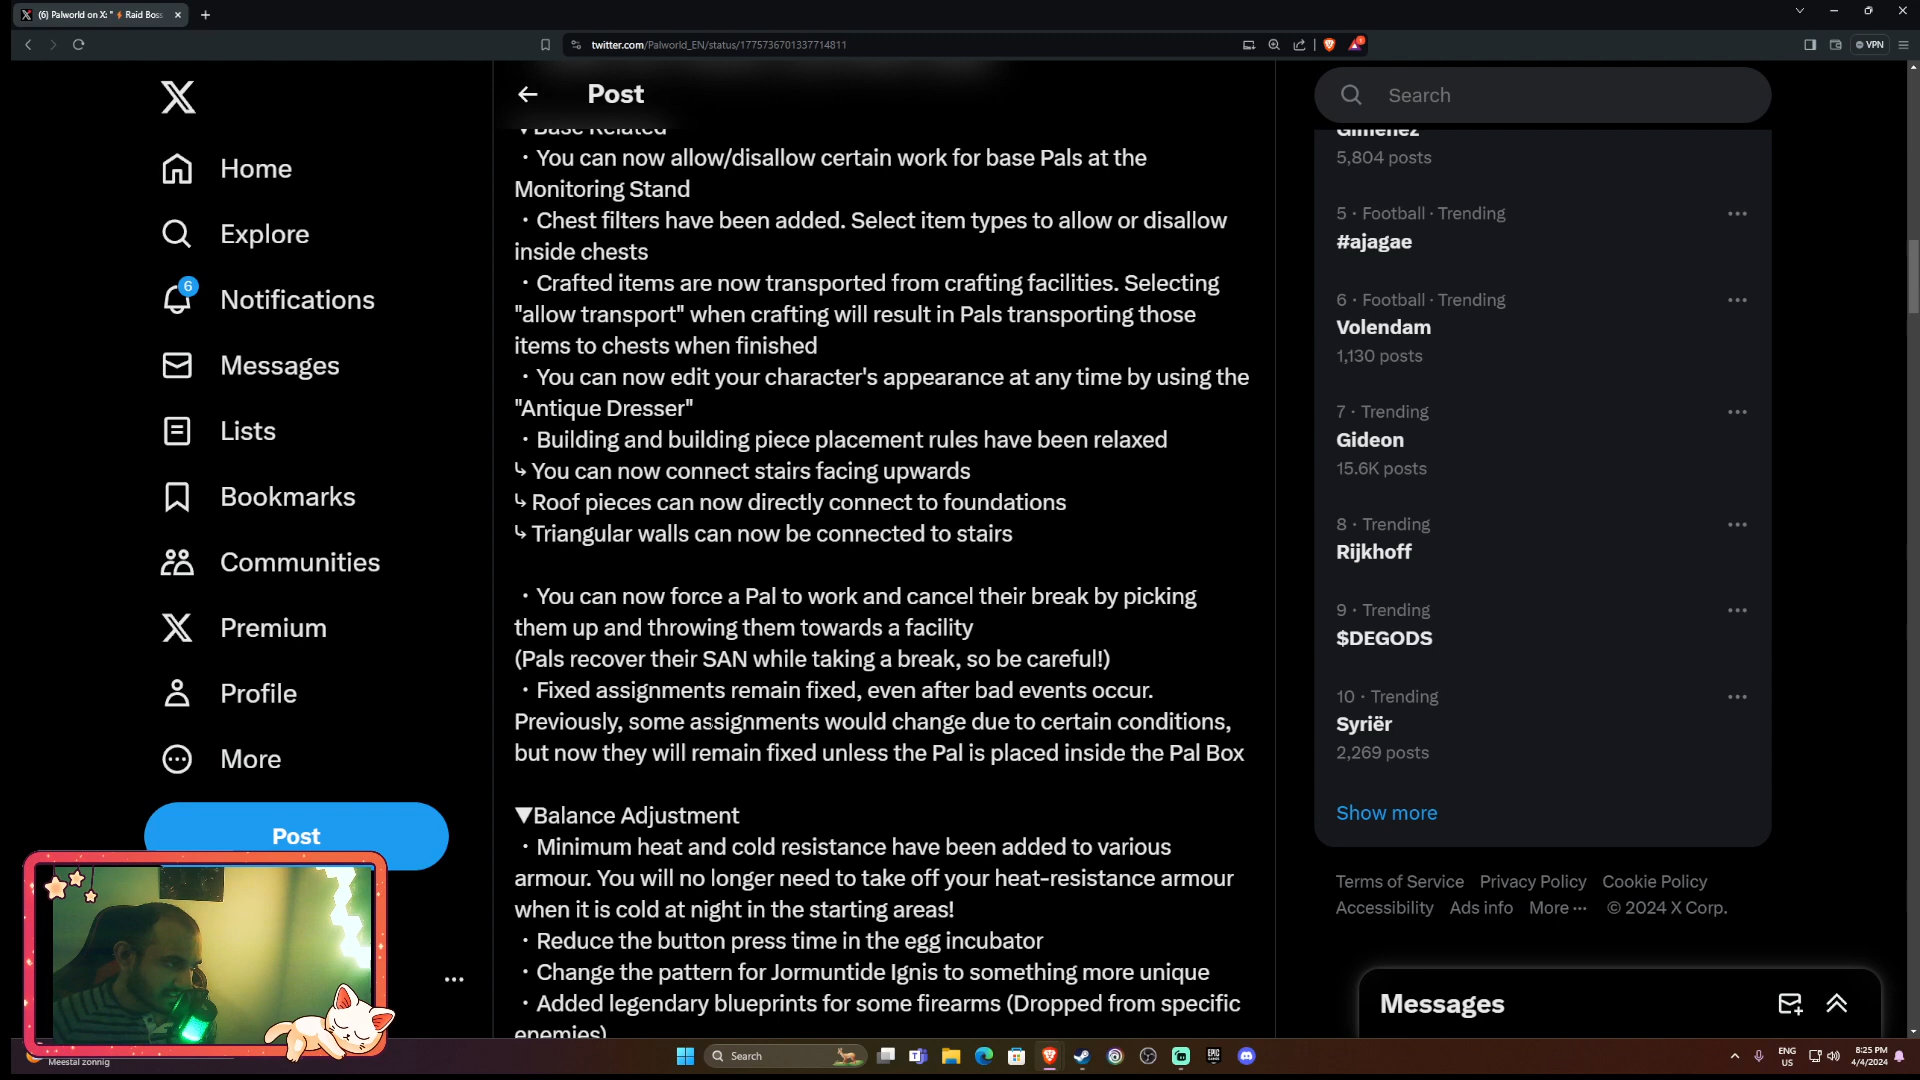 (6) Palworld on X: "⚡Raid Bos
twitter.com/Palworld_EN/status/1775736701337714811
VPN
Home
Explore
6
Notifications
Messages
Lists
Bookmarks
Communities
Premium
Profile
More
Post
Post
▼Base Related
・You can now allow/disallow certain work for base Pals at the
Monitoring Stand
・Chest filters have been added. Select item types to allow or disallow
inside chests
・Crafted items are now transported from crafting facilities. Selecting
"allow transport" when crafting will result in Pals transporting those
items to chests when finished
・You can now edit your character's appearance at any time by using the
"Antique Dresser"
・Building and building piece placement rules have been relaxed
↳You can now connect stairs facing upwards
↳Roof pieces can now directly connect to foundations
↳Triangular walls can now be connected to stairs
・You can now force a Pal to work and cancel their break by picking
them up and throwing them towards a facility
(Pals recover their SAN while taking a break, so be careful!)
・Fixed assignments remain fixed, even after bad events occur.
Previously, some assignments would change due to certain conditions,
but now they will remain fixed unless the Pal is placed inside the Pal Box
▼Balance Adjustment
・Minimum heat and cold resistance have been added to various
armour. You will no longer need to take off your heat-resistance armour
when it is cold at night in the starting areas!
・Reduce the button press time in the egg incubator
・Change the pattern for Jormuntide Ignis to something more unique
・Added legendary blueprints for some firearms (Dropped from specific
enemies)
Search
Gimenez
5,804 posts
5 · Football · Trending
#ajagae
6 · Football · Trending
Volendam
1,130 posts
7 · Trending
Gideon
15.6K posts
8 · Trending
Rijkhoff
9 · Trending
$DEGODS
10 · Trending
Syriër
2,269 posts
Show more
Terms of Service Privacy Policy Cookie Policy
Accessibility Ads info More ··· © 2024 X Corp.
Messages
Meestal zonnig
Search
ENG
US
8:25 PM
4/4/2024